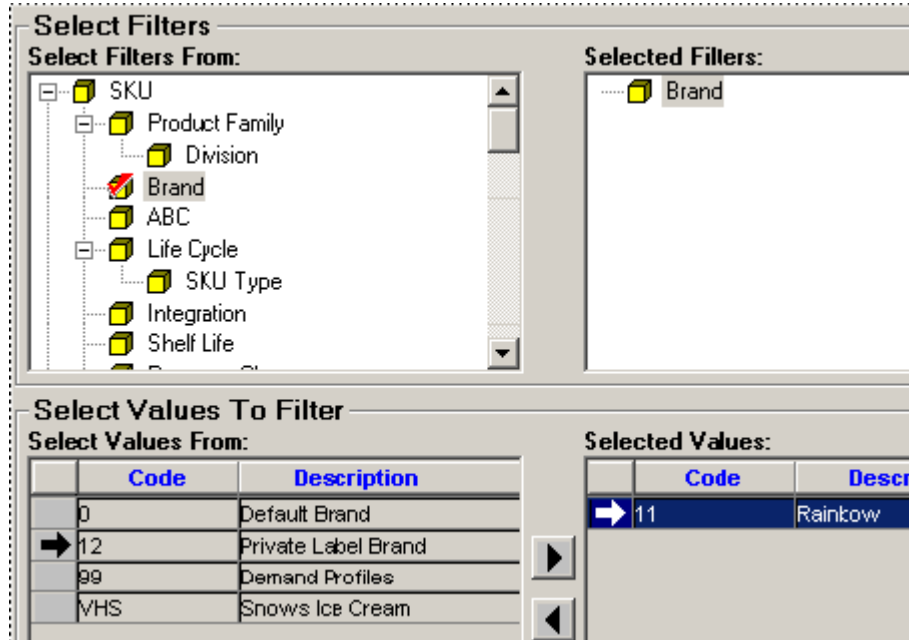 Select Filters
Select Filters From:
SKU
Product Family
Division
Brand
ABC
Life Cycle
SKU Type
Integration
Shelf Life
Selected Filters:
Brand
Select Values To Filter
Select Values From:
Code Description
0 Default Brand
12 Private Label Brand
99 Demand Profiles
VHS Snows Ice Cream
Selected Values:
Code Descr
11 Rainbow